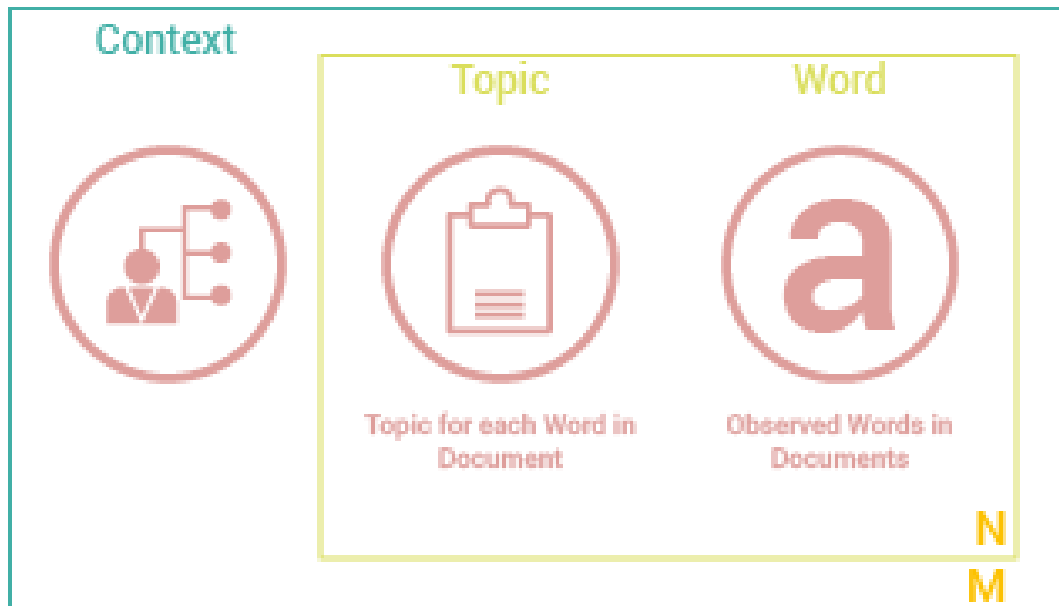 Context
Topic
Word
a
Topic for each Word in
Document
Observed Words in
Documents
N
M